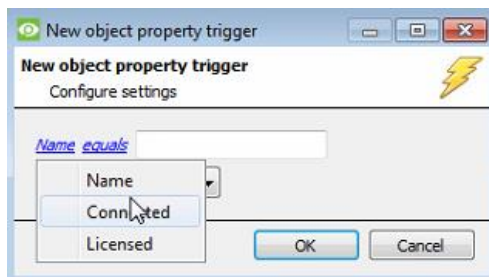 New object property trigger
New object property trigger
Configure settings
Name equals
Name
Connected
Licensed
OK Cancel